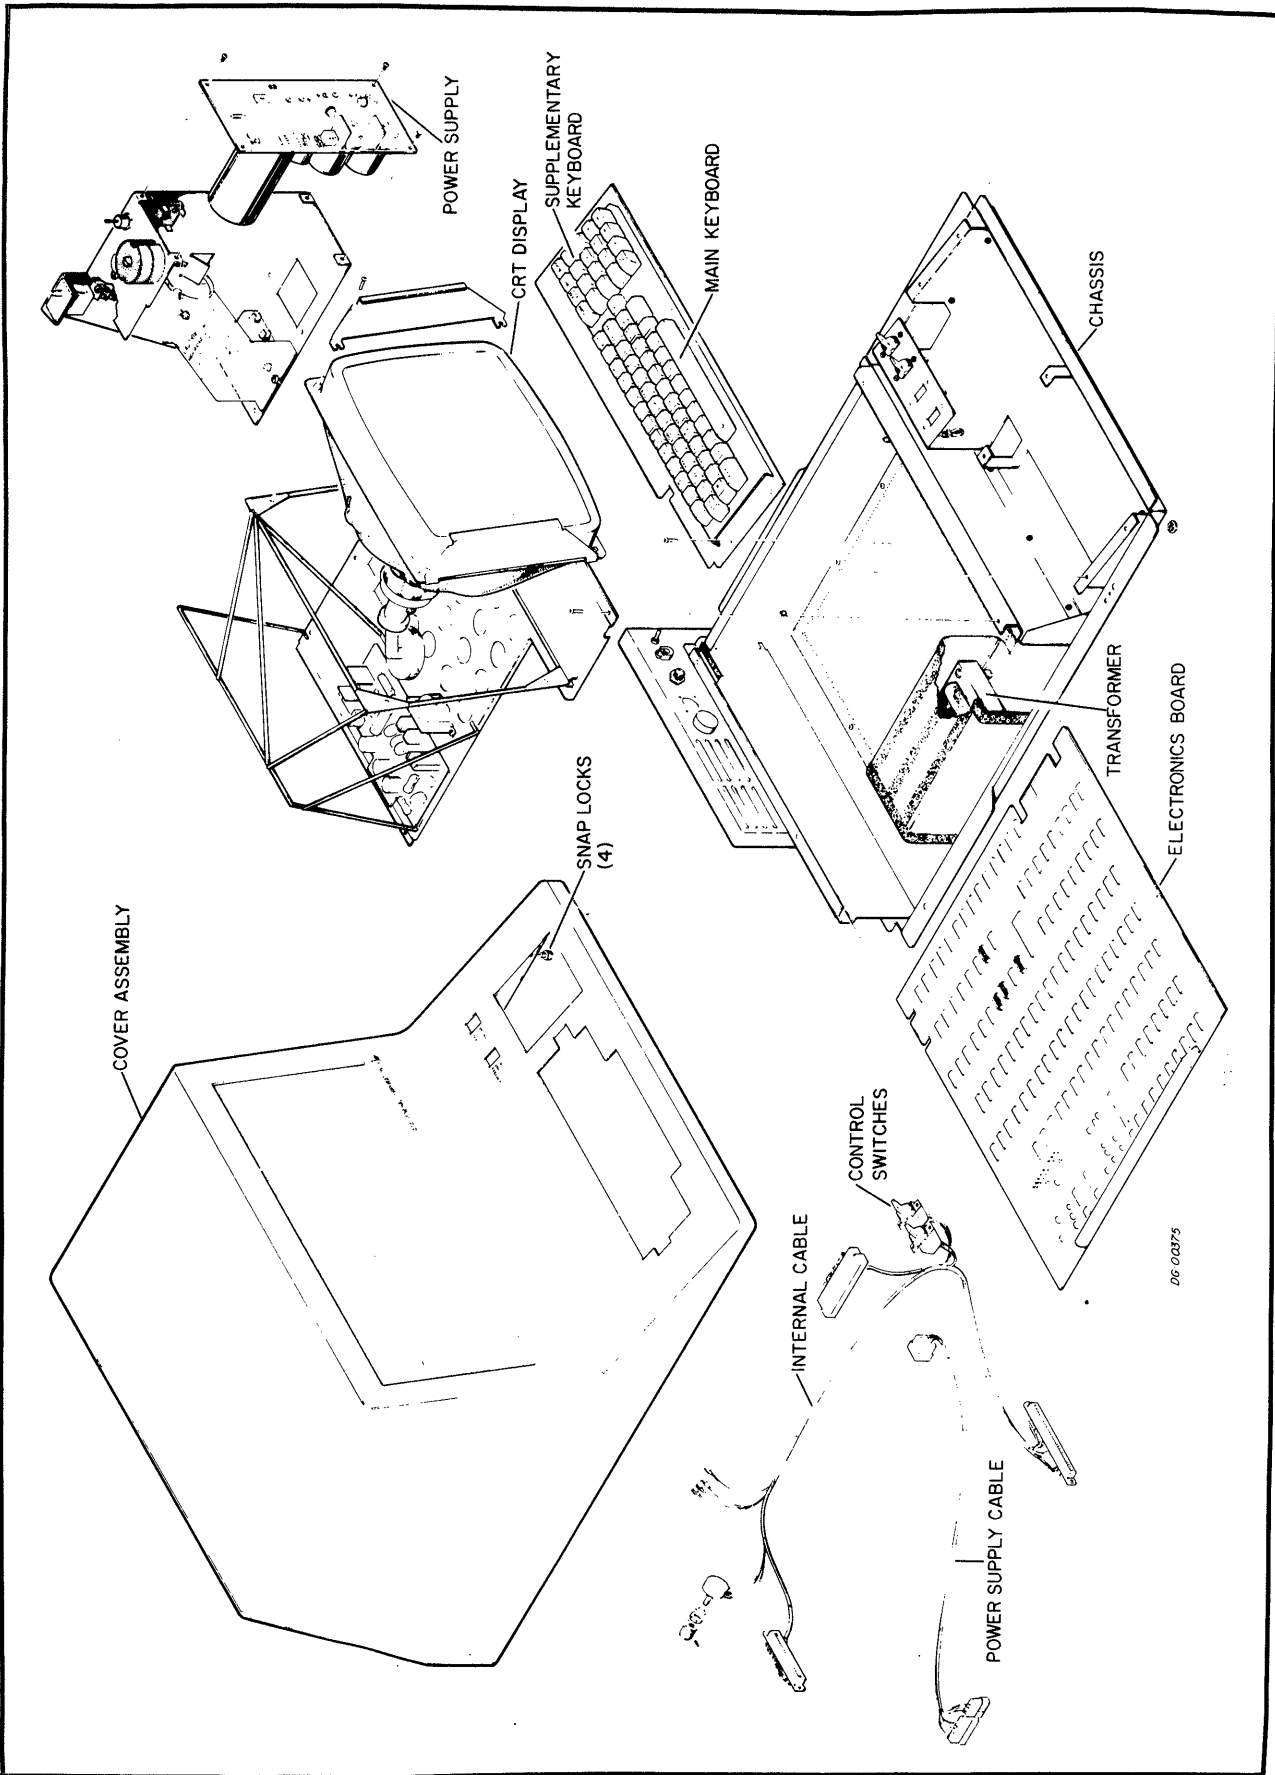 COVER ASSEMBLY
SNAP LOCKS
(4)
POWER SUPPLY
CRT DISPLAY
SUPPLEMENTARY
KEYBOARD
MAIN KEYBOARD
CHASSIS
TRANSFORMER
ELECTRONICS BOARD
CONTROL
SWITCHES
INTERNAL CABLE
POWER SUPPLY CABLE
DG-00375